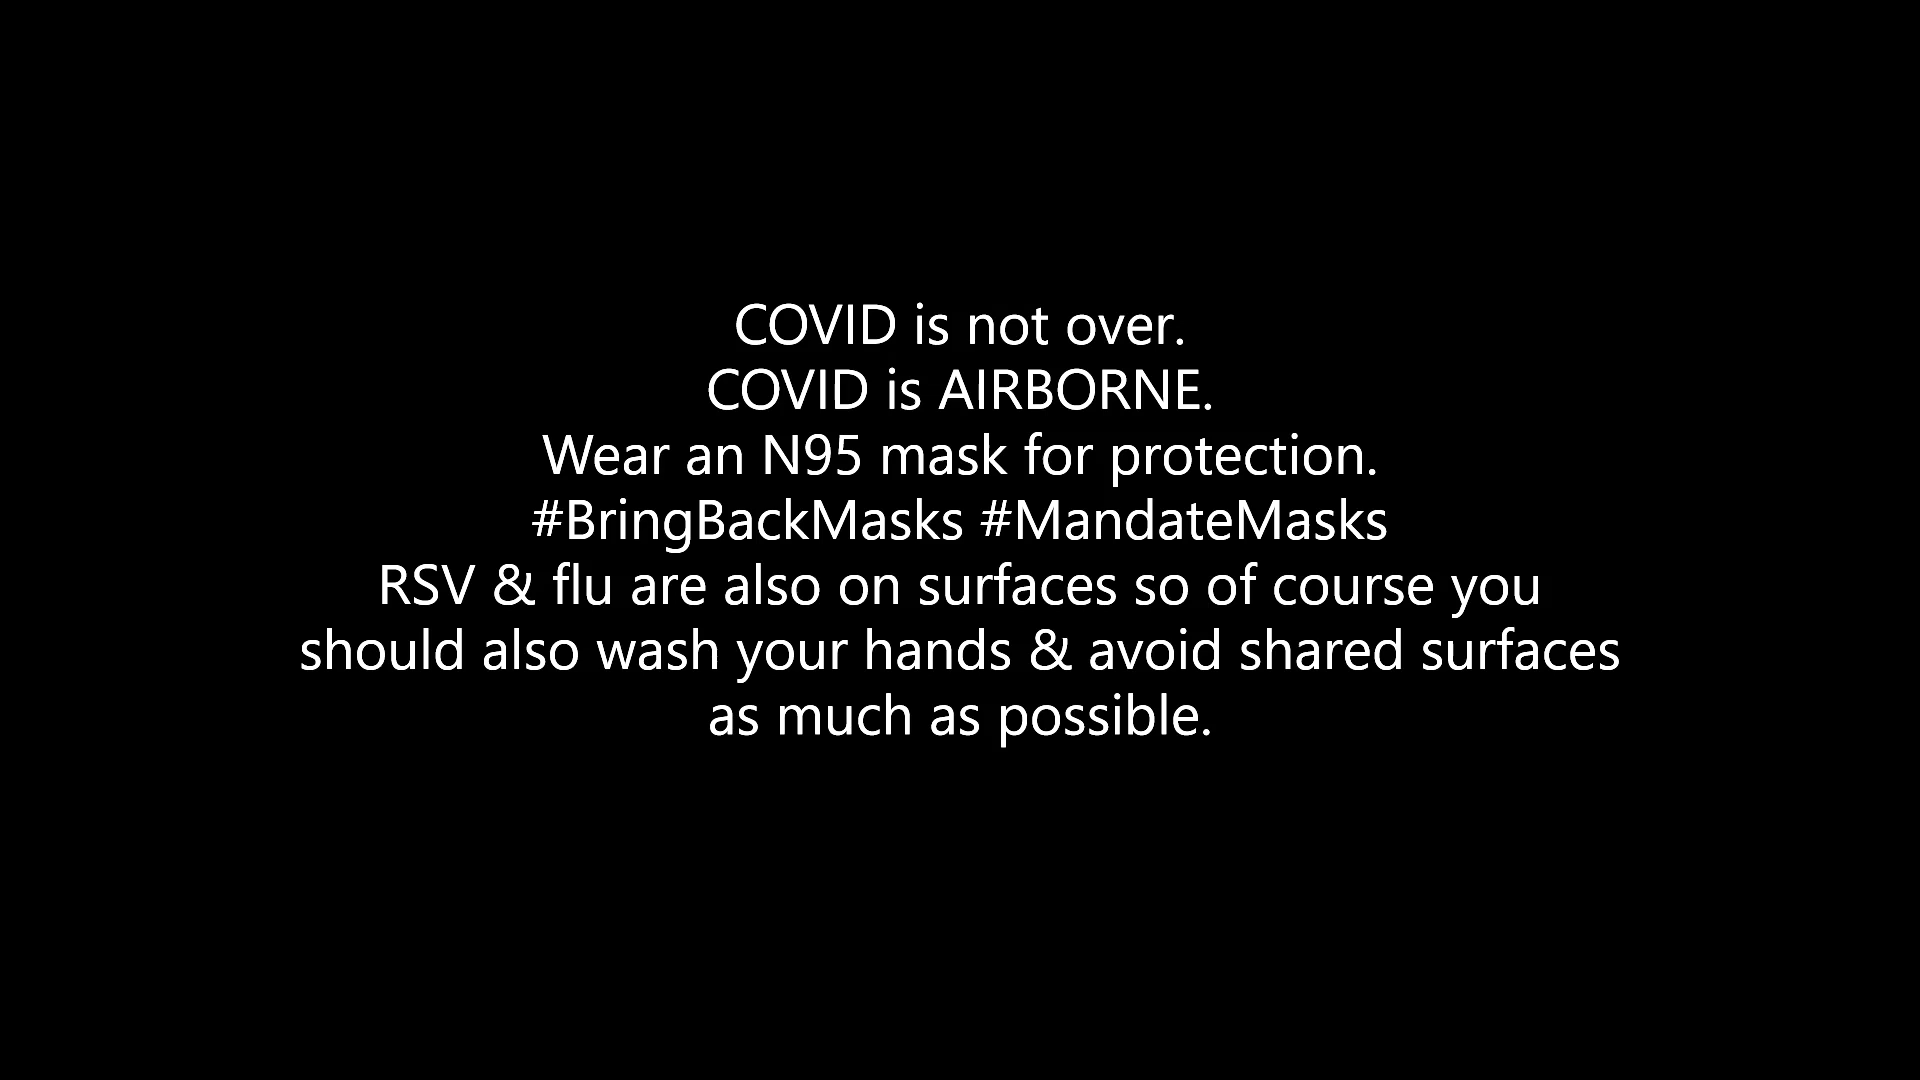 COVID is not over.
COVID is AIRBORNE.
Wear an N95 mask for protection.
#BringBackMasks #MandateMasks
RSV & flu are also on surfaces so of course you
should also wash your hands & avoid shared surfaces
as much as possible.